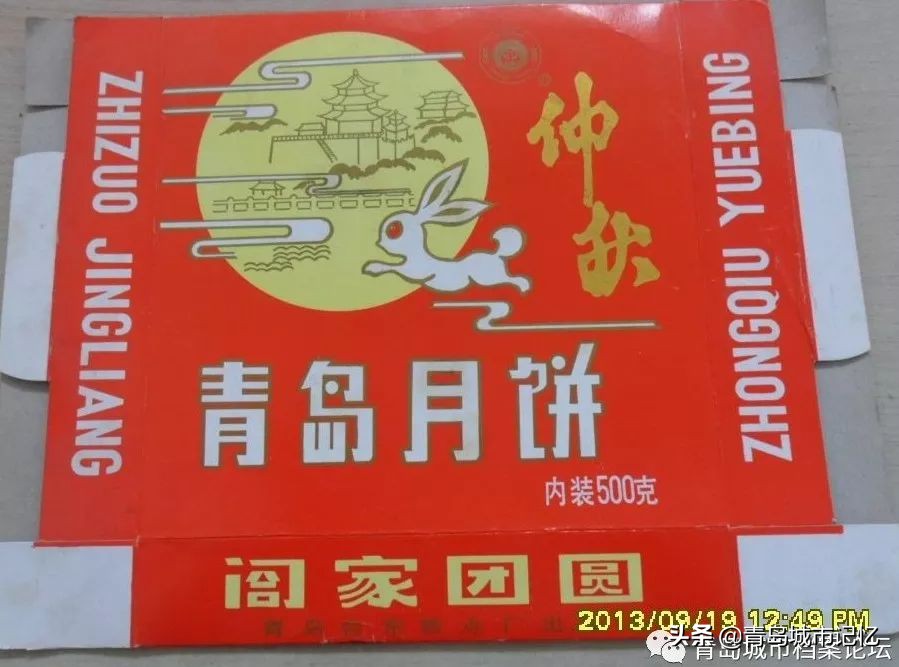 ZHIZUO JINGLIANG
仲秋
ZHONGQIU YUEBING
青岛月饼
内装500克
阖家团圆
2013/09/19 12:49 PM
头条 @青岛城市记忆
青岛城市档案论坛